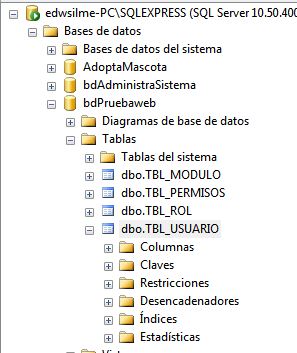 edwsilme-PC\SQLEXPRESS (SQL Server 10.50.400
Bases de datos
Bases de datos del sistema
AdoptaMascota
bdAdministraSistema
bdPruebaweb
Diagramas de base de datos
Tablas
Tablas del sistema
dbo.TBL_MODULO
dbo.TBL_PERMISOS
dbo.TBL_ROL
dbo.TBL_USUARIO
Columnas
Claves
Restricciones
Desencadenadores
Índices
Estadísticas